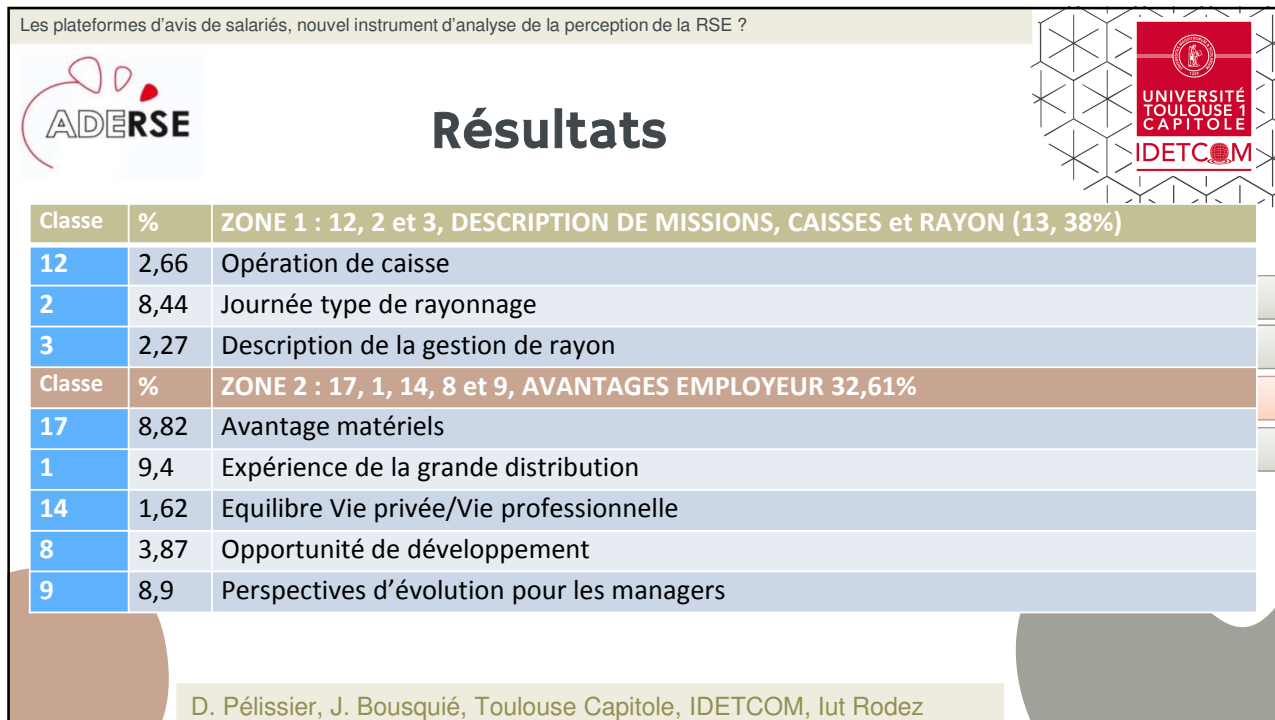 Les plateformes d'avis de salariés, nouvel instrument d'analyse de la perception de la RSE ?
ADERSE
Résultats
UNIVERSITÉ
TOULOUSE 1
CAPITOLE
IDETCOM
Classe % ZONE 1 : 12, 2 et 3, DESCRIPTION DE MISSIONS, CAISSES et RAYON (13, 38%)
12 2,66 Opération de caisse
2 8,44 Journée type de rayonnage
3 2,27 Description de la gestion de rayon
Classe % ZONE 2 : 17, 1, 14, 8 et 9, AVANTAGES EMPLOYEUR 32,61%
17 8,82 Avantage matériels
1 9,4 Expérience de la grande distribution
14 1,62 Equilibre Vie privée/Vie professionnelle
8 3,87 Opportunité de développement
9 8,9 Perspectives d'évolution pour les managers
D. Pélissier, J. Bousquié, Toulouse Capitole, IDETCOM, Iut Rodez